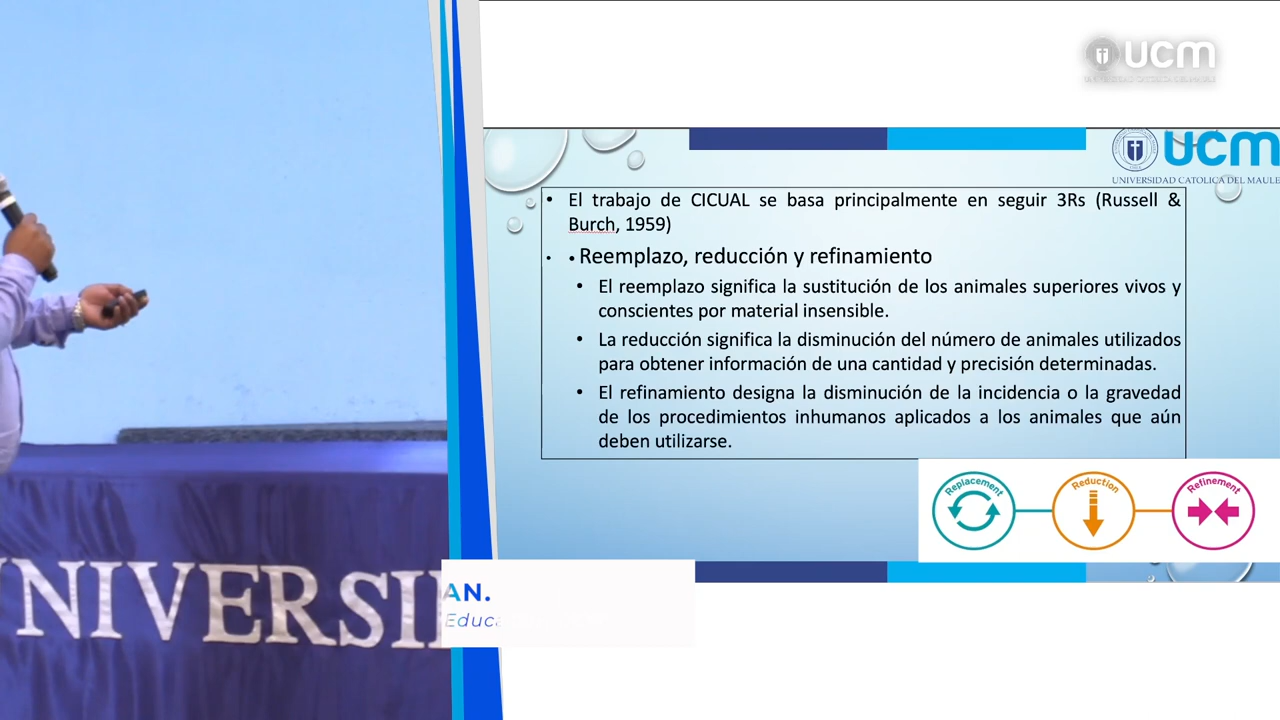 ucm
ucm
UNIVERSIDAD CATOLICA DEL MAULE
• El trabajo de CICUAL se basa principalmente en seguir 3Rs (Russell &
Burch, 1959)
• • Reemplazo, reducción y refinamiento
• El reemplazo significa la sustitución de los animales superiores vivos y
conscientes por material insensible.
• La reducción significa la disminución del número de animales utilizados
para obtener información de una cantidad y precisión determinadas.
• El refinamiento designa la disminución de la incidencia o la gravedad
de los procedimientos inhumanos aplicados a los animales que aún
deben utilizarse.
Replacement
Reduction
Refinement
NIVERSI
AN.
Educa